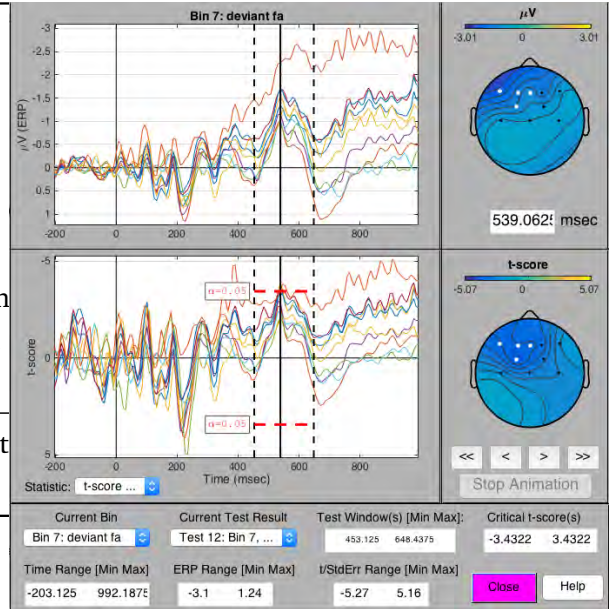 Bin 7: deviant fa
-3
-2.5
-2
-1.5
-1
-0.5
0
0.5
1
μV (ERP)
-200 0 200 400 600 800
μV
-3.01 0 3.01
539.0625 msec
n
t
-5
0
5
t-score
α=0.05
α=0.05
-200 0 200 400 600 800
Time (msec)
Statistic: t-score ...
t-score
-5.07 0 5.07
<< < > >>
Stop Animation
Current Bin Current Test Result Test Window(s) [Min Max]: Critical t-score(s)
Bin 7: deviant fa Test 12: Bin 7, ... 453.125 648.4375 -3.4322 3.4322
Time Range [Min Max] ERP Range [Min Max] t/StdErr Range [Min Max]
-203.125 992.1875 -3.1 1.24 -5.27 5.16 Close Help